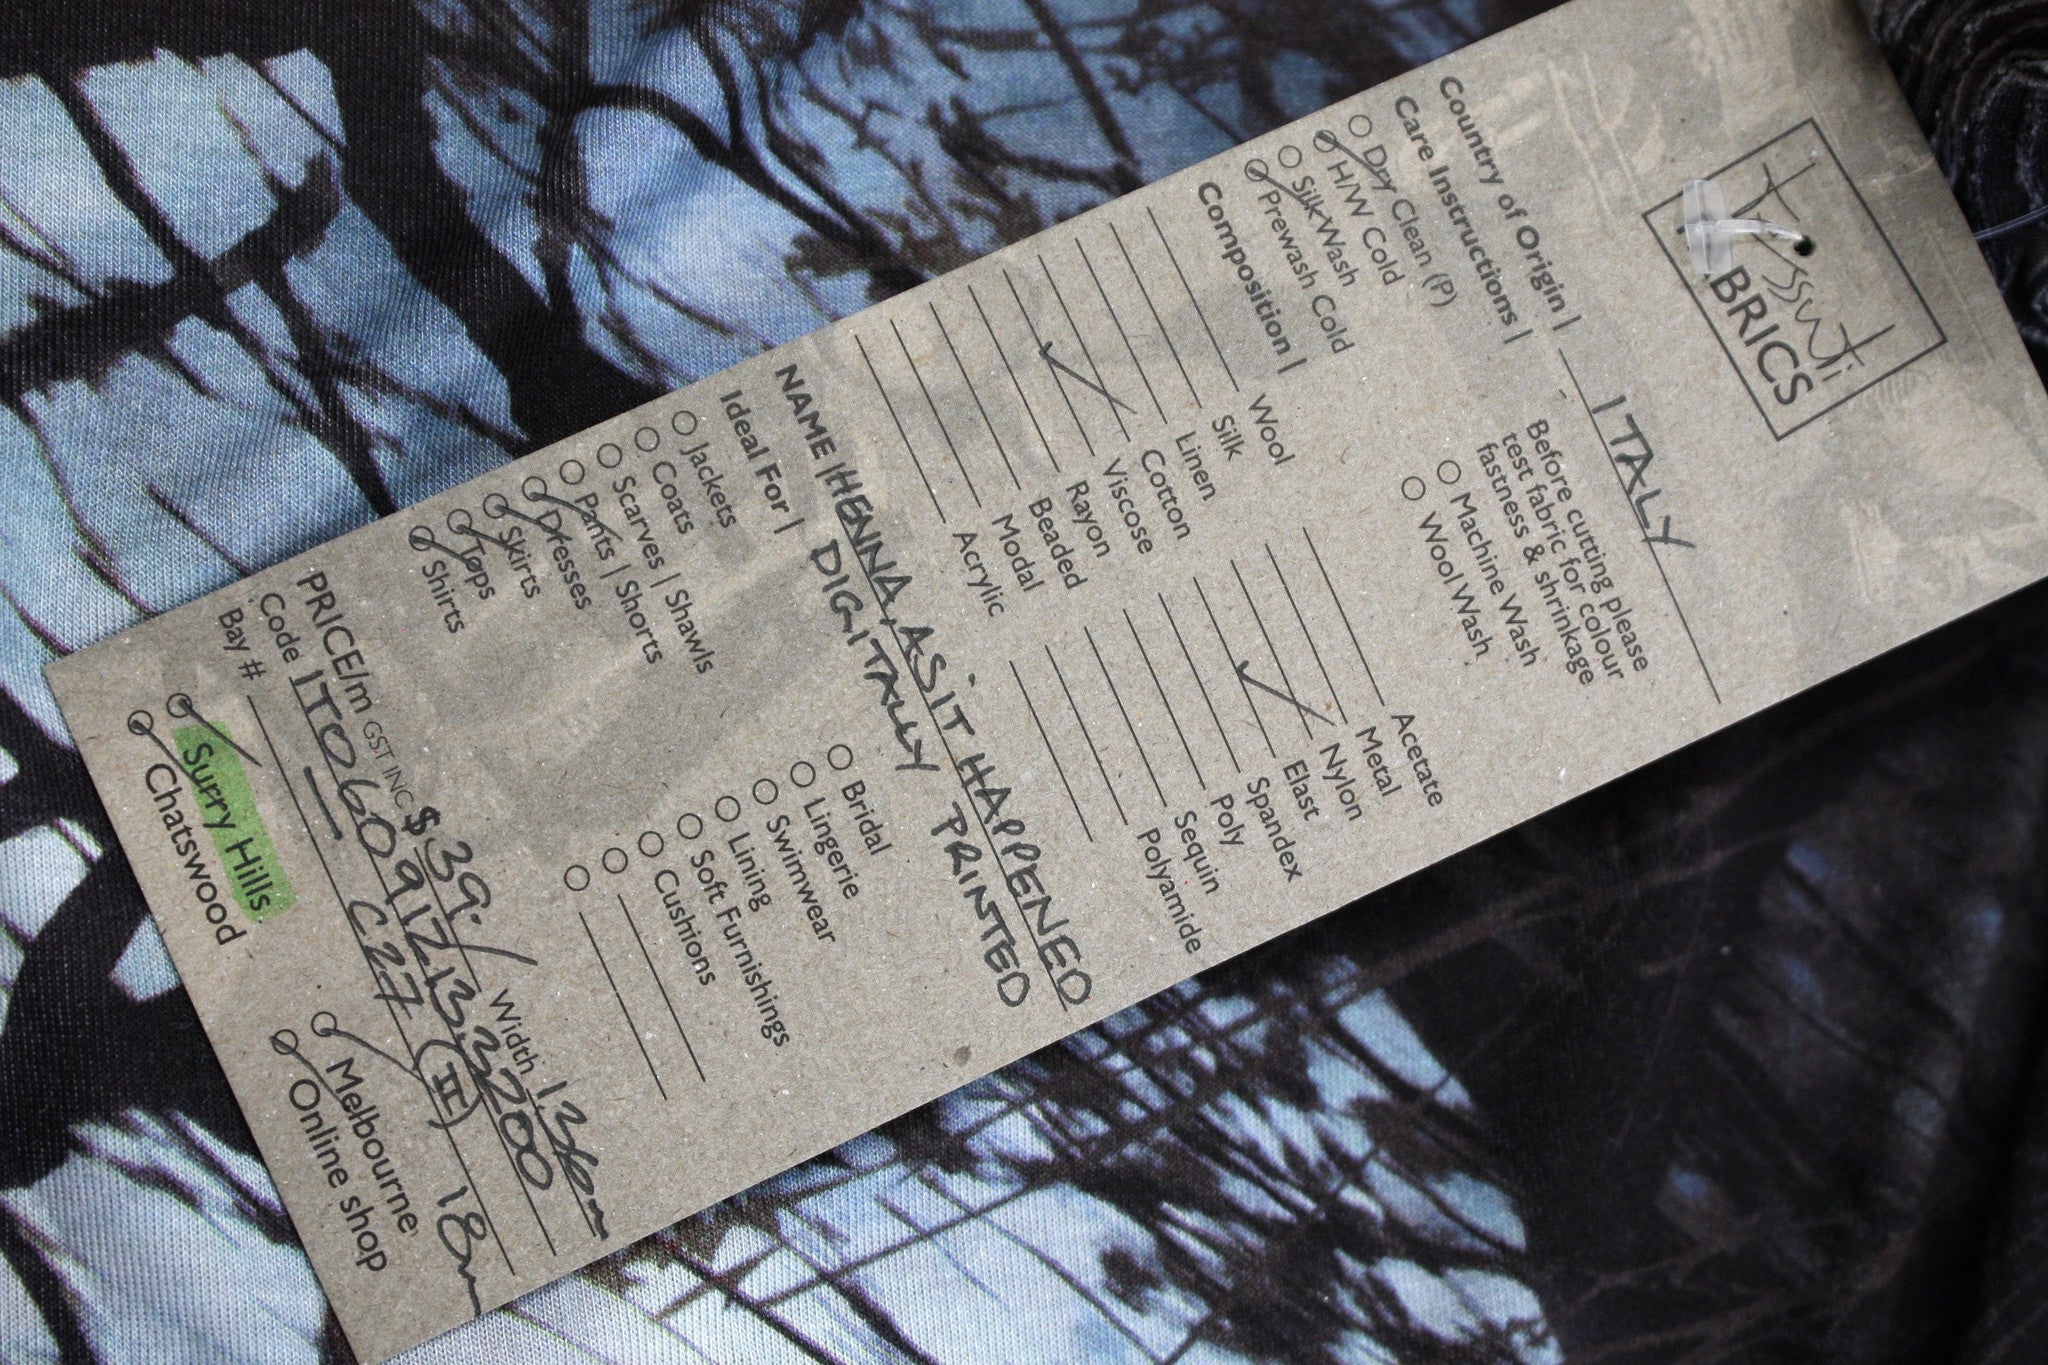 Tessuti
BRICS
Country of Origin | ITALY
Care Instructions |
Dry Clean (P)
H/W Cold
Silk Wash
Prewash Cold
Before cutting please
test fabric for colour
fastness & shrinkage
Machine Wash
Wool Wash
Composition |
Wool
Silk
Linen
Cotton
Viscose
Rayon
Beaded
Modal
Acrylic
Acetate
Metal
Nylon
Elast
Spandex
Poly
Sequin
Polyamide
NAME | HENNA, AS IT HAPPENED
DIGITALLY PRINTED
Ideal For |
Jackets
Coats
Scarves | Shawls
Pants | Shorts
Dresses
Skirts
Tops
Shirts
Bridal
Lingerie
Swimwear
Lining
Soft Furnishings
Cushions
PRICE/m GST INC $39./ Width
Code
Bay # C27 (II) 18m
Surry Hills
Chatswood
Melbourne
Online shop